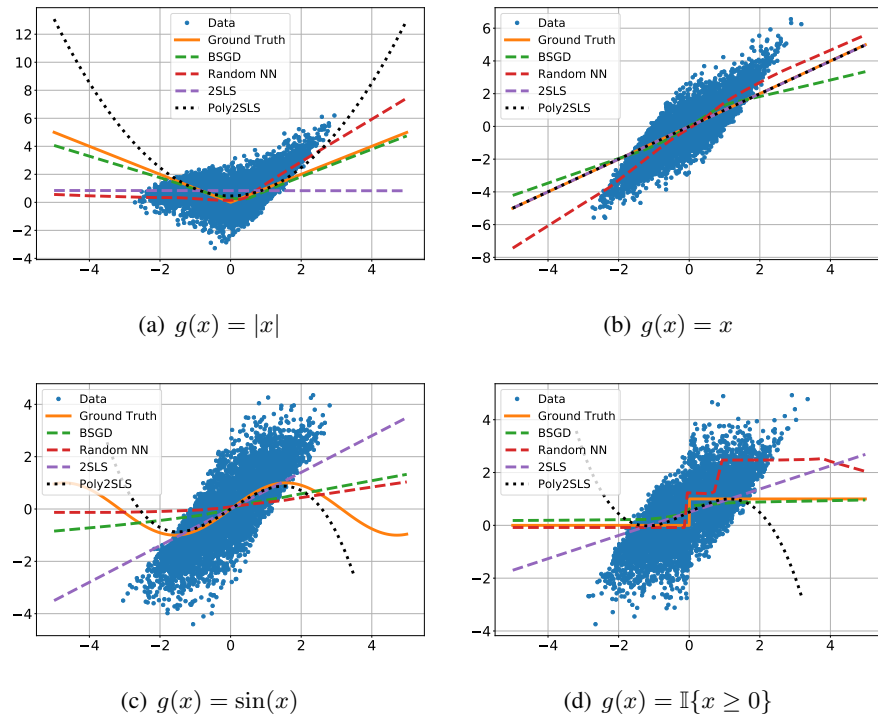 12
10
8
6
4
2
0
−2
−4
−4 −2 0 2 4
Data
Ground Truth
BSGD
Random NN
2SLS
Poly2SLS
(a) g(x) = |x|
6
4
2
0
−2
−4
−6
−8
−4 −2 0 2 4
Data
Ground Truth
BSGD
Random NN
2SLS
Poly2SLS
(b) g(x) = x
4
2
0
−2
−4
−4 −2 0 2 4
Data
Ground Truth
BSGD
Random NN
2SLS
Poly2SLS
(c) g(x) = sin(x)
4
2
0
−2
−4
−4 −2 0 2 4
Data
Ground Truth
BSGD
Random NN
2SLS
Poly2SLS
(d) g(x) = 𝕀{x ≥ 0}